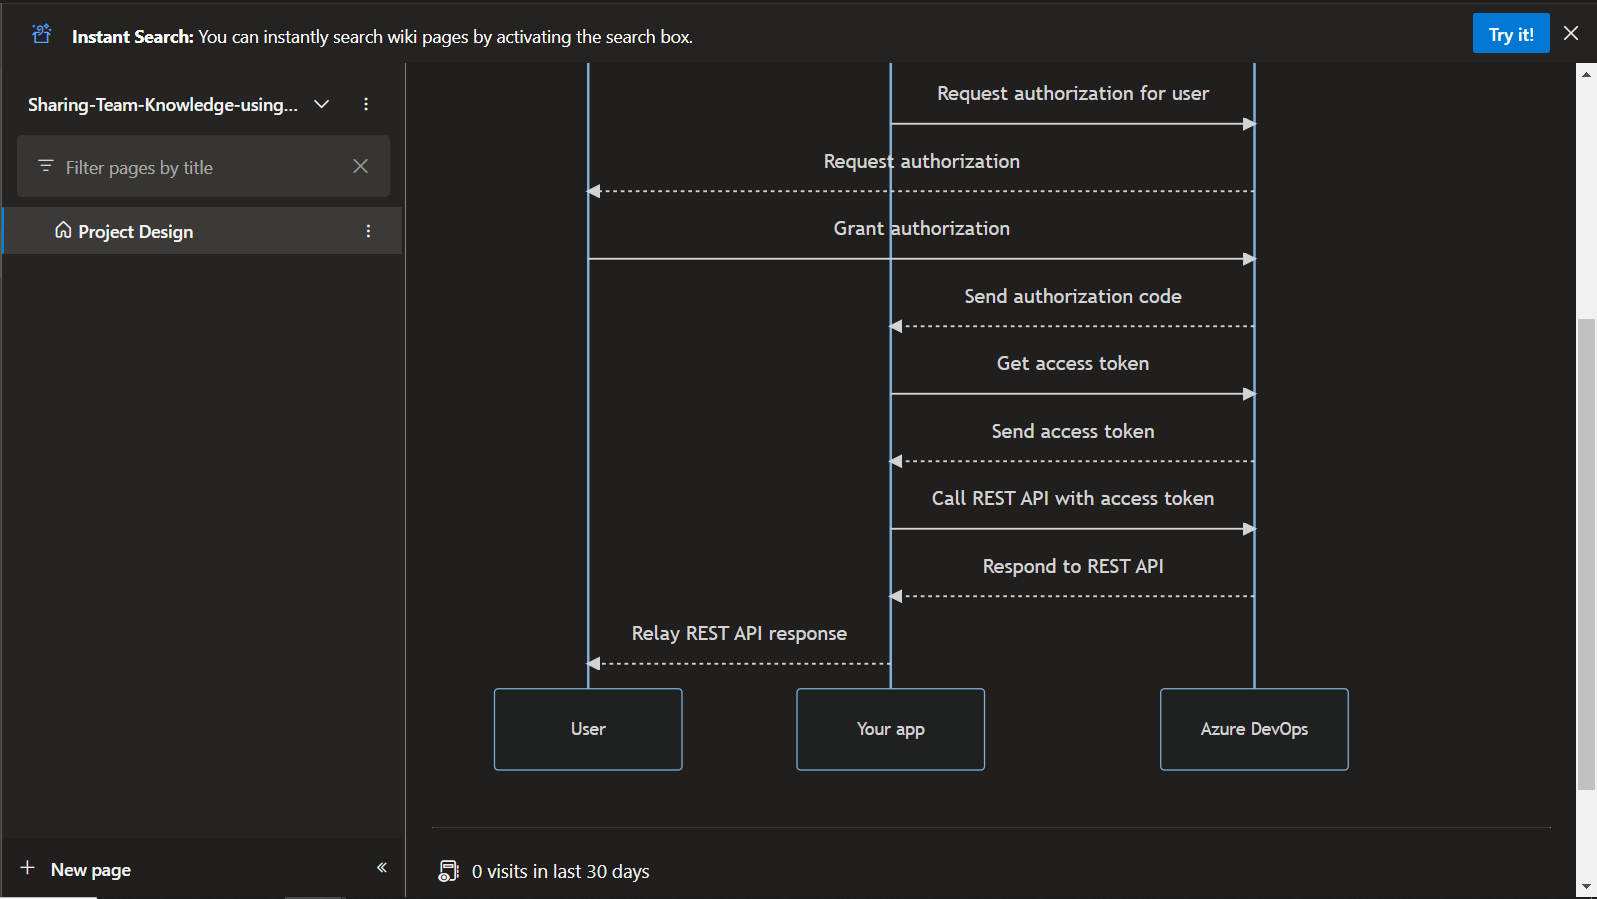 Instant Search: You can instantly search wiki pages by activating the search box.
Try it!
Sharing-Team-Knowledge-using...
Filter pages by title
Project Design
New page
Request authorization for user
Request authorization
Grant authorization
Send authorization code
Get access token
Send access token
Call REST API with access token
Respond to REST API
Relay REST API response
User
Your app
Azure DevOps
0 visits in last 30 days